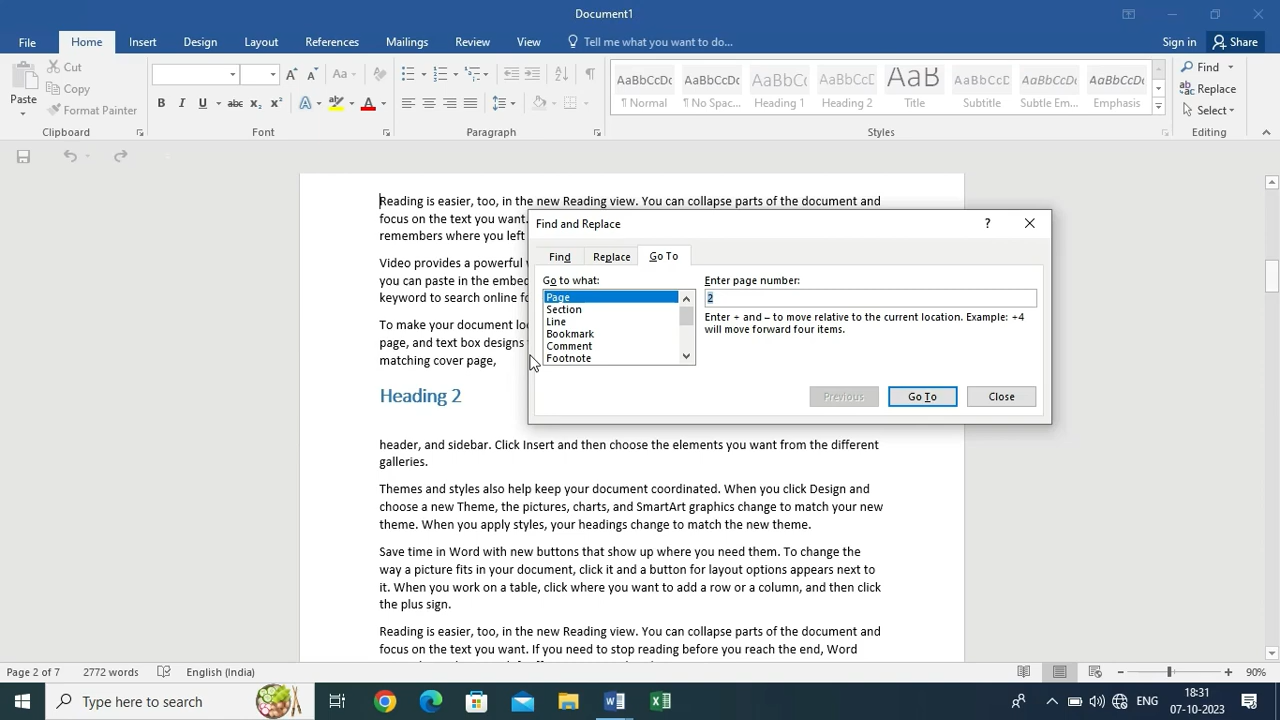 Document1
File Home Insert Design Layout References Mailings Review View Tell me what you want to do... Sign in Share
Cut
Copy
Format Painter
Paste
Clipboard
Font
Paragraph
AaBbCcDc AaBbCcDc AaBbCc AaBbCcDc AaB AaBbCcDc AaBbCcDc AaBbCcDc
¶ Normal ¶ No Spac... Heading Heading 2 Title Subtitle Subtle Em... Emphasis
Styles
Find
Replace
Select
Editing
Reading is easier, too, in the new Reading view. You can collapse parts of the document and
focus on the text you want.
remembers where you left
Video provides a powerful
you can paste in the embed
keyword to search online fo
To make your document loo
page, and text box designs
matching cover page,
Heading 2
header, and sidebar. Click Insert and then choose the elements you want from the different
galleries.
Themes and styles also help keep your document coordinated. When you click Design and
choose a new Theme, the pictures, charts, and SmartArt graphics change to match your new
theme. When you apply styles, your headings change to match the new theme.
Save time in Word with new buttons that show up where you need them. To change the
way a picture fits in your document, click it and a button for layout options appears next to
it. When you work on a table, click where you want to add a row or a column, and then click
the plus sign.
Reading is easier, too, in the new Reading view. You can collapse parts of the document and
focus on the text you want. If you need to stop reading before you reach the end, Word
Find and Replace
Find Replace Go To
Go to what:
Page
Section
Line
Bookmark
Comment
Footnote
Enter page number:
2
Enter + and – to move relative to the current location. Example: +4
will move forward four items.
Previous Go To Close
Page 2 of 7 2772 words English (India) 90%
Type here to search
ENG
18:31
07-10-2023